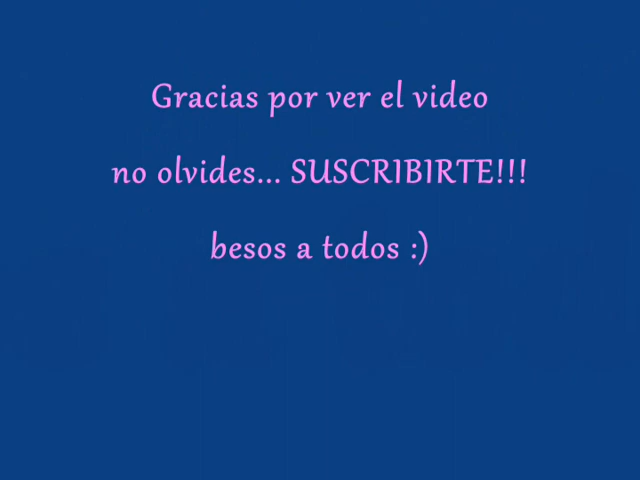 Gracias por ver el video
no olvides... SUSCRIBIRTE!!!
besos a todos :)